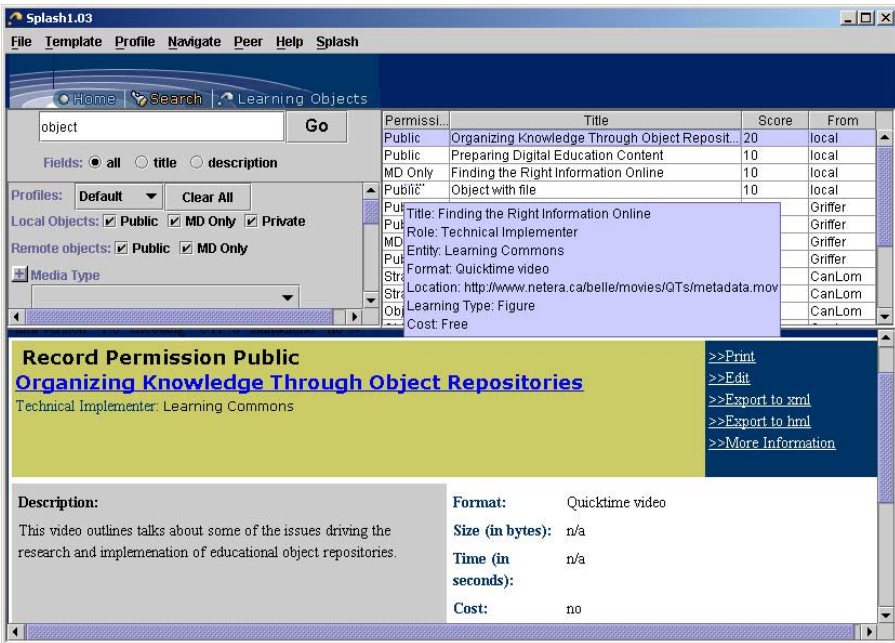 Splash1.03
File Template Profile Navigate Peer Help Splash
Home Search Learning Objects
object Go
Fields: all title description
Profiles: Default Clear All
Local Objects: Public MD Only Private
Remote objects: Public MD Only
Media Type
Permissi... Title Score From
Public Organizing Knowledge Through Object Reposit... 20 local
Public Preparing Digital Education Content 10 local
MD Only Finding the Right Information Online 10 local
Public Object with file 10 local
Griffer
Griffer
MD Griffer
Griffer
CanLom
CanLom
CanLom
Title: Finding the Right Information Online
Role: Technical Implementer
Entity: Learning Commons
Format: Quicktime video
Location: http://www.netera.ca/belle/movies/QTs/metadata.mov
Learning Type: Figure
Cost: Free
Record Permission Public
Organizing Knowledge Through Object Repositories
Technical Implementer: Learning Commons
>>Print
>>Edit
>>Export to xml
>>Export to hml
>>More Information
Description:
This video outlines talks about some of the issues driving the
research and implemenation of educational object repositories.
Format: Quicktime video
Size (in bytes): n/a
Time (in n/a
seconds):
Cost: no